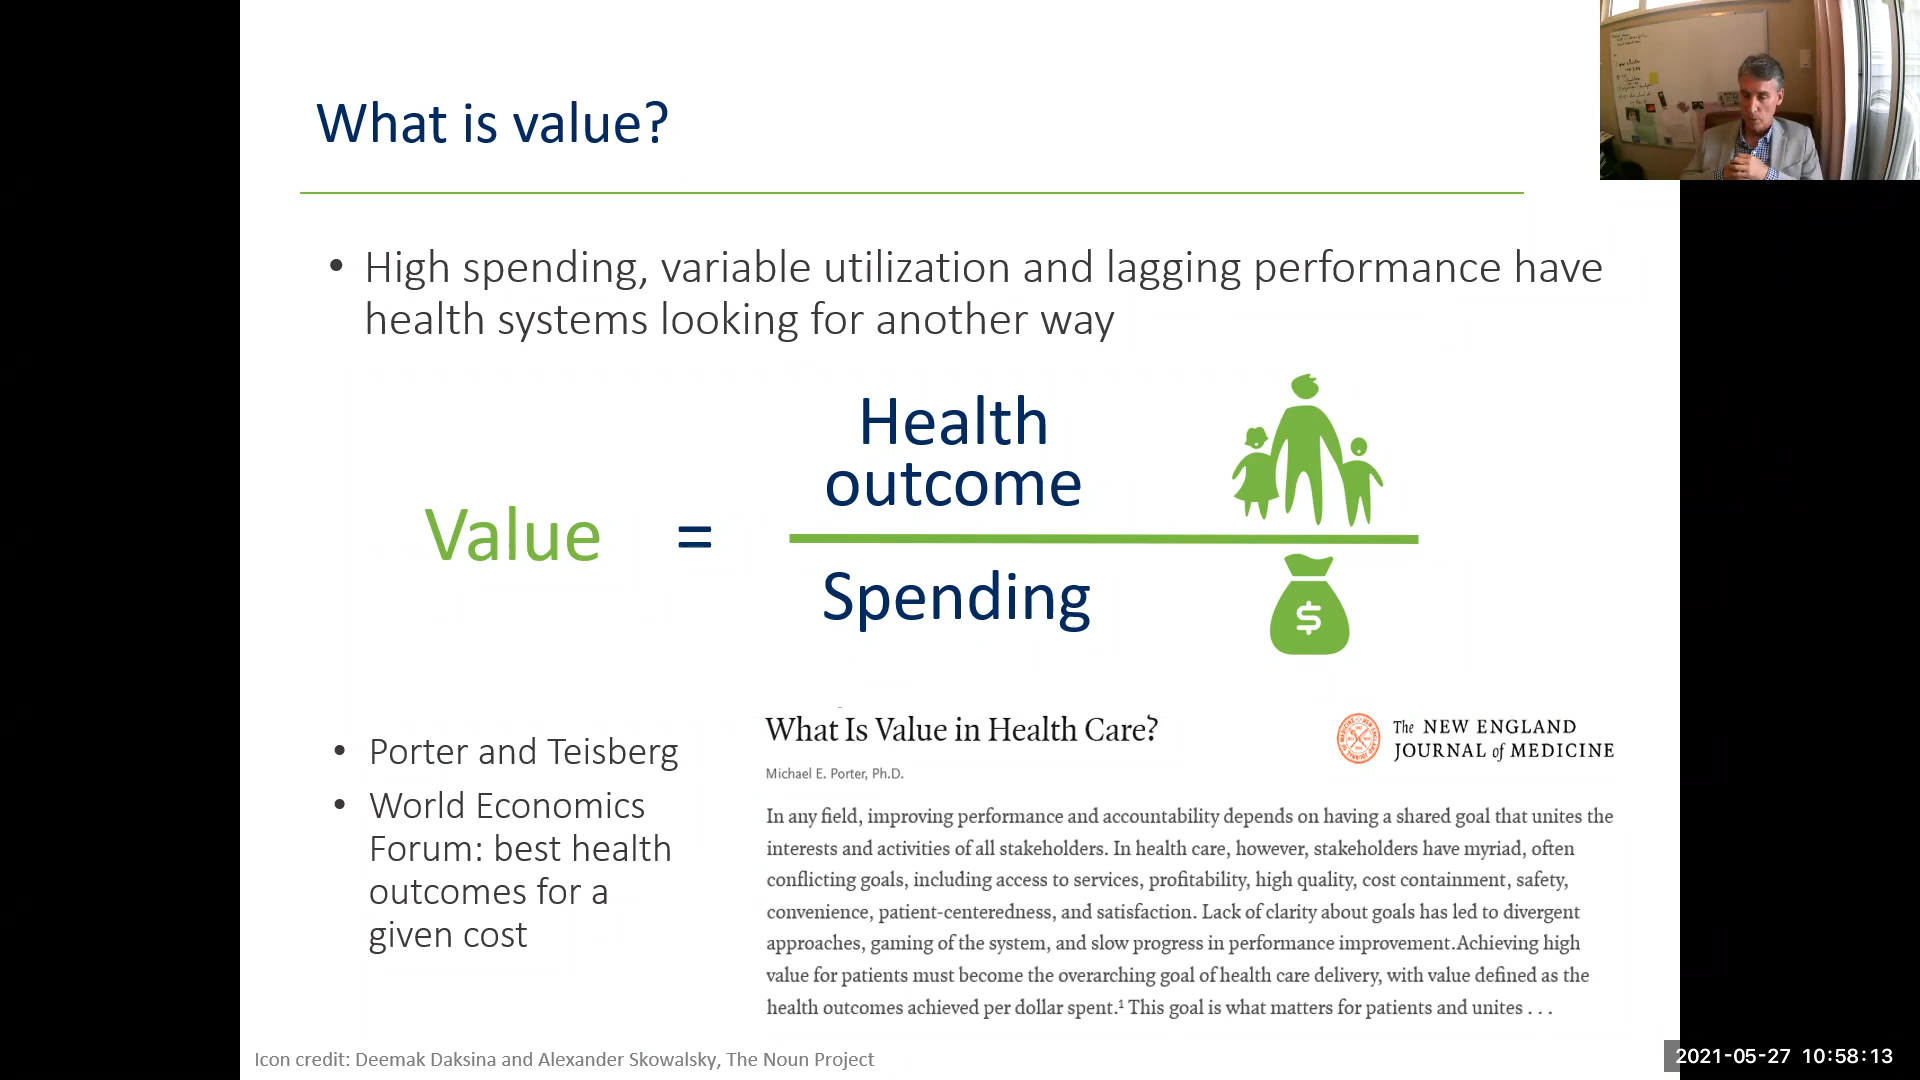 What is value?
• High spending, variable utilization and lagging performance have
health systems looking for another way
Health
outcome
Value =
Spending
$
• Porter and Teisberg
• World Economics
Forum: best health
outcomes for a
given cost
What Is Value in Health Care?
The NEW ENGLAND
JOURNAL of MEDICINE
Michael E. Porter, Ph.D.
In any field, improving performance and accountability depends on having a shared goal that unites the
interests and activities of all stakeholders. In health care, however, stakeholders have myriad, often
conflicting goals, including access to services, profitability, high quality, cost containment, safety,
convenience, patient-centeredness, and satisfaction. Lack of clarity about goals has led to divergent
approaches, gaming of the system, and slow progress in performance improvement.Achieving high
value for patients must become the overarching goal of health care delivery, with value defined as the
health outcomes achieved per dollar spent.¹ This goal is what matters for patients and unites . . .
Icon credit: Deemak Daksina and Alexander Skowalsky, The Noun Project
2021-05-27 10:58:13